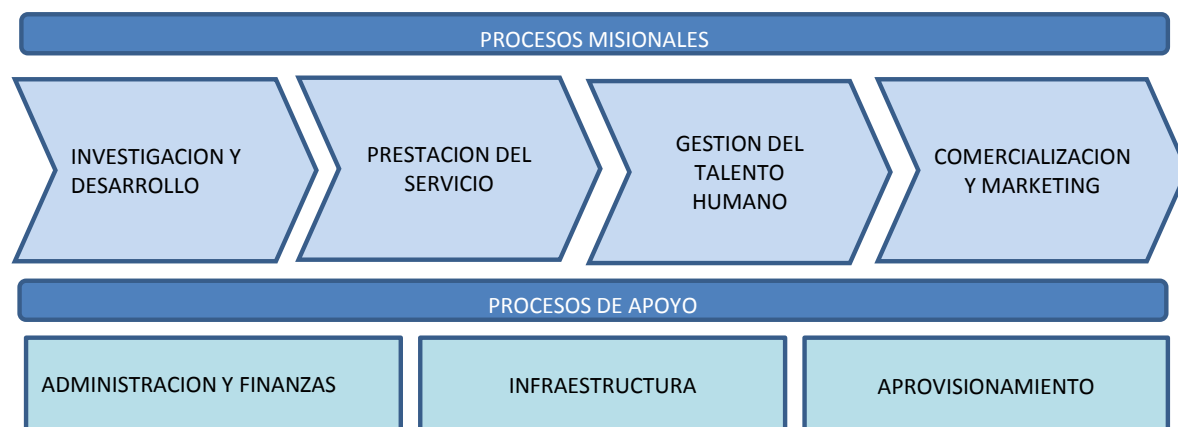 PROCESOS MISIONALES
INVESTIGACION Y
DESARROLLO
PRESTACION DEL
SERVICIO
GESTION DEL
TALENTO
HUMANO
COMERCIALIZACION
Y MARKETING
PROCESOS DE APOYO
ADMINISTRACION Y FINANZAS
INFRAESTRUCTURA
APROVISIONAMIENTO